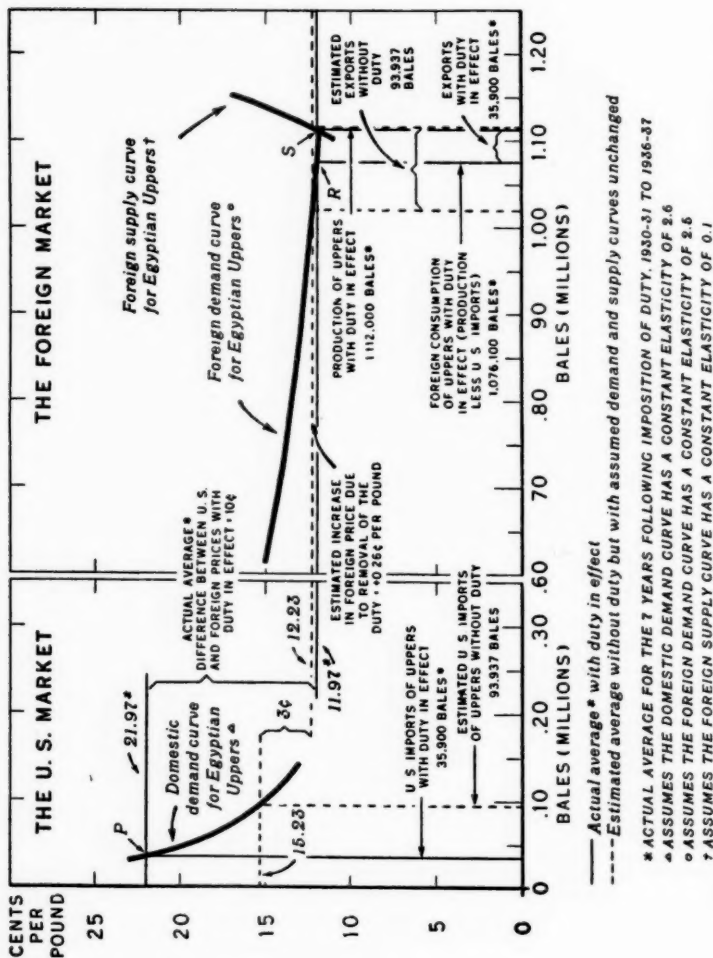 CENTS
PER
POUND
THE U.S. MARKET
THE FOREIGN MARKET
25
20
15
10
5
0
P
21.97*
Domestic
demand curve
for Egyptian
Uppers △
ACTUAL AVERAGE*
DIFFERENCE BETWEEN U.S.
AND FOREIGN PRICES WITH
DUTY IN EFFECT = 10¢
3¢
12.23
15.23
11.97*
U S IMPORTS OF UPPERS
WITH DUTY IN EFFECT
35,900 BALES*
ESTIMATED U S IMPORTS
OF UPPERS WITHOUT DUTY
93,937 BALES
0
.10
.20
.30
BALES (MILLIONS)
Foreign supply curve
for Egyptian Uppers†
Foreign demand curve
for Egyptian Uppers°
S
R
ESTIMATED INCREASE
IN FOREIGN PRICE DUE
TO REMOVAL OF THE
DUTY = +0.26¢ PER POUND
PRODUCTION OF UPPERS
WITH DUTY IN EFFECT
1 112,000 BALES*
FOREIGN CONSUMPTION
OF UPPERS WITH DUTY
IN EFFECT (PRODUCTION
LESS U S IMPORTS)
1,076,100 BALES*
ESTIMATED
EXPORTS
WITHOUT
DUTY
93,937
BALES
EXPORTS
WITH DUTY
IN EFFECT
35,900 BALES*
.60
.70
.80
.90
1.00
1.10
1.20
BALES (MILLIONS)
Actual average* with duty in effect
Estimated average without duty but with assumed demand and supply curves unchanged
* ACTUAL AVERAGE FOR THE 7 YEARS FOLLOWING IMPOSITION OF DUTY, 1930-31 TO 1936-37
△ ASSUMES THE DOMESTIC DEMAND CURVE HAS A CONSTANT ELASTICITY OF 2.6
° ASSUMES THE FOREIGN DEMAND CURVE HAS A CONSTANT ELASTICITY OF 2.5
† ASSUMES THE FOREIGN SUPPLY CURVE HAS A CONSTANT ELASTICITY OF 0.1